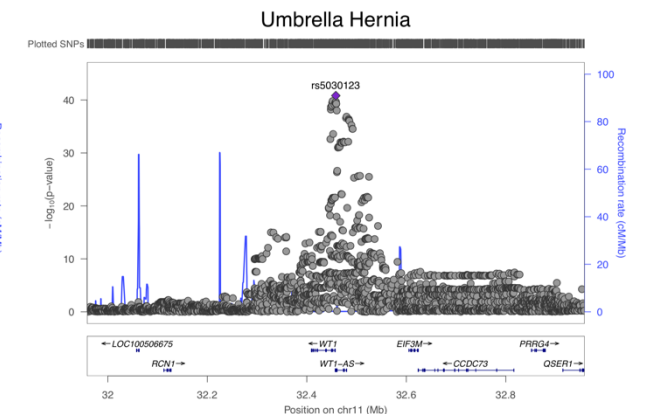 Umbrella Hernia
Plotted SNPs
rs5030123
100
80
60
40
20
0
Recombination rate (cM/Mb)
40
30
20
10
0
−log10(p−value)
LOC100506675
WT1
EIF3M
PRRG4
RCN1
WT1−AS
CCDC73
QSER1
32
32.2
32.4
32.6
32.8
Position on chr11 (Mb)